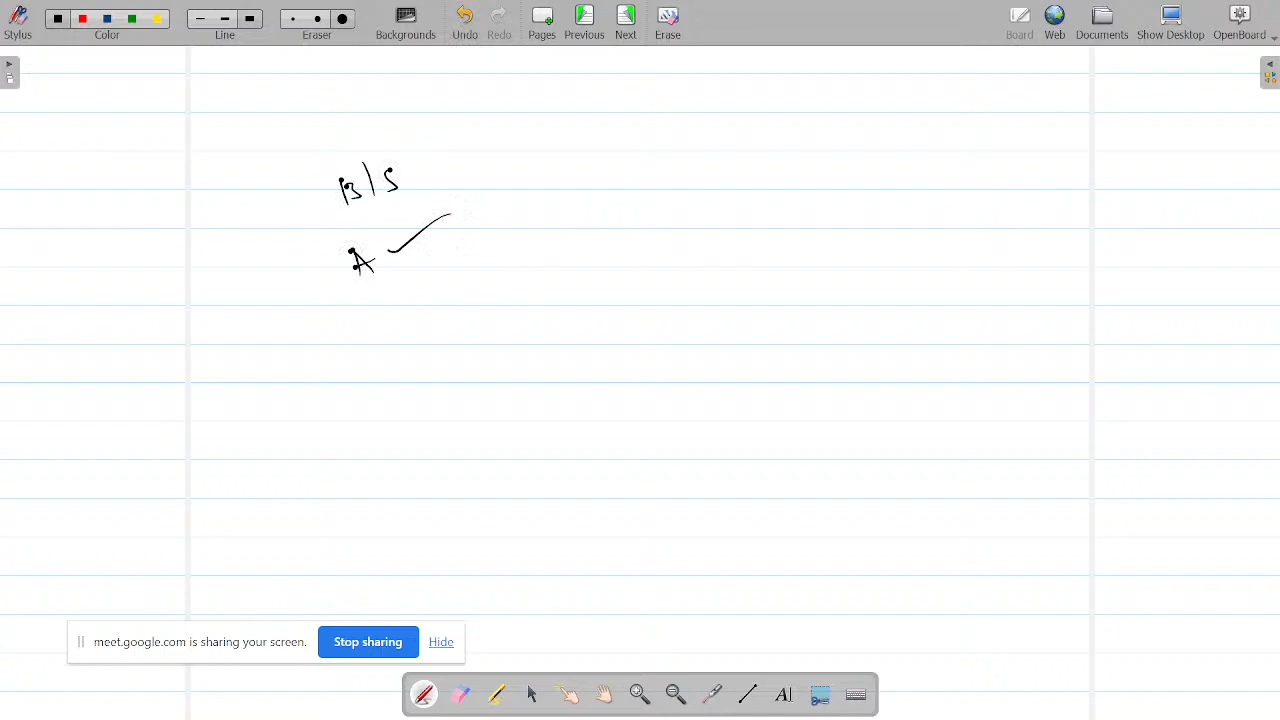 Stylus Color Line Eraser Backgrounds Undo Redo Pages Previous Next Erase Board Web Documents Show Desktop OpenBoard
B\S
A ✓
meet.google.com is sharing your screen. Stop sharing Hide
A